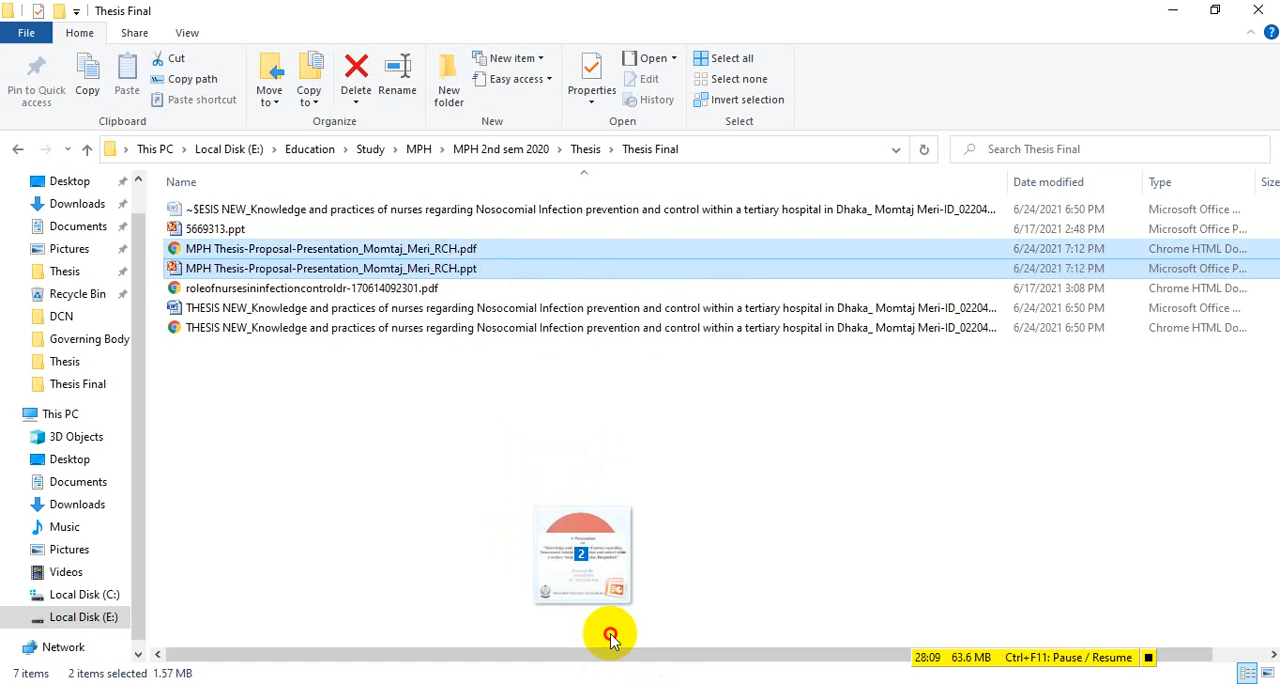 Thesis Final
File
Home
Share
View
Pin to Quick access
Copy
Paste
Cut
Copy path
Paste shortcut
Clipboard
Move to
Copy to
Delete
Rename
Organize
New folder
New item
Easy access
New
Properties
Open
Edit
History
Open
Select all
Select none
Invert selection
Select
This PC > Local Disk (E:) > Education > Study > MPH > MPH 2nd sem 2020 > Thesis > Thesis Final
Search Thesis Final
Name Date modified Type Size
~$ESIS NEW_Knowledge and practices of nurses regarding Nosocomial Infection prevention and control within a tertiary hospital in Dhaka_ Momtaj Meri-ID_02204... 6/24/2021 6:50 PM Microsoft Office ...
5669313.ppt 6/17/2021 2:48 PM Microsoft Office P...
MPH Thesis-Proposal-Presentation_Momtaj_Meri_RCH.pdf 6/24/2021 7:12 PM Chrome HTML Do...
MPH Thesis-Proposal-Presentation_Momtaj_Meri_RCH.ppt 6/24/2021 7:12 PM Microsoft Office P...
roleofnursesininfectioncontroldr-170614092301.pdf 6/17/2021 3:08 PM Chrome HTML Do...
THESIS NEW_Knowledge and practices of nurses regarding Nosocomial Infection prevention and control within a tertiary hospital in Dhaka_ Momtaj Meri-ID_02204... 6/24/2021 6:50 PM Microsoft Office ...
THESIS NEW_Knowledge and practices of nurses regarding Nosocomial Infection prevention and control within a tertiary hospital in Dhaka_ Momtaj Meri-ID_02204... 6/24/2021 6:50 PM Chrome HTML Do...
Desktop
Downloads
Documents
Pictures
Thesis
Recycle Bin
DCN
Governing Body
Thesis
Thesis Final
This PC
3D Objects
Desktop
Documents
Downloads
Music
Pictures
Videos
Local Disk (C:)
Local Disk (E:)
Network
2
28:09 63.6 MB Ctrl+F11: Pause / Resume
7 items 2 items selected 1.57 MB